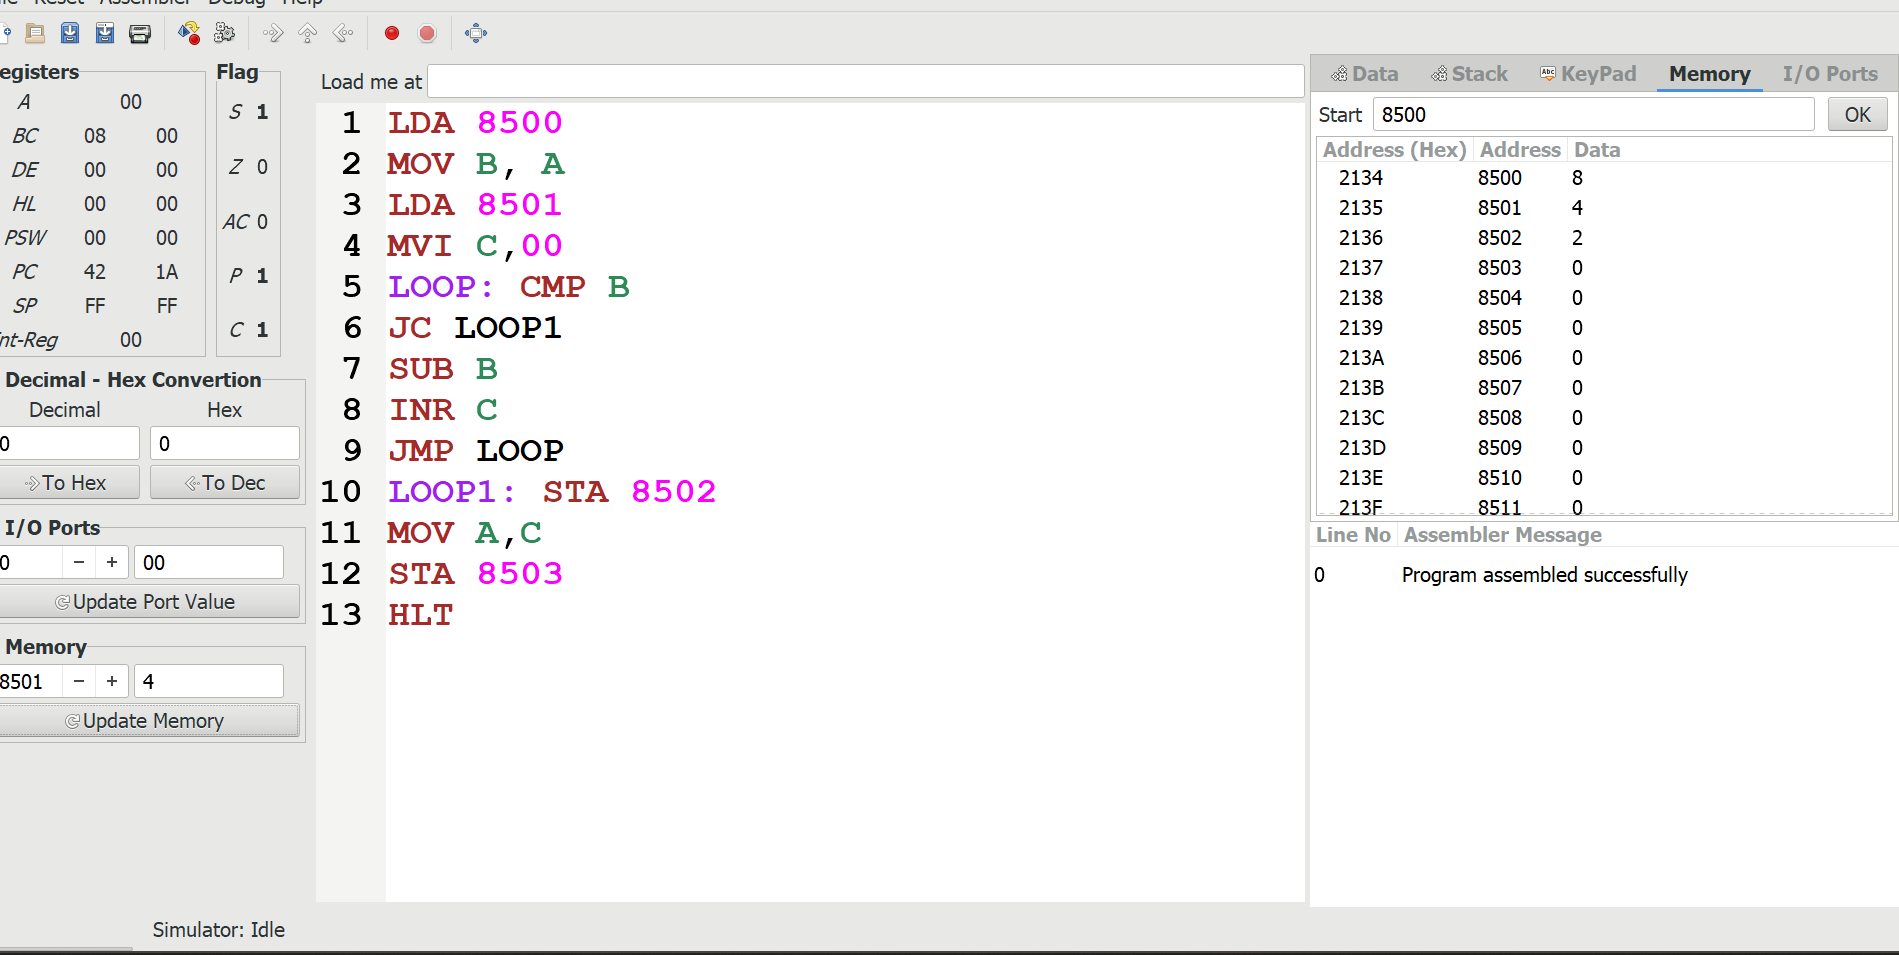 Reset Assembler Debug Help
egisters
A 00
BC 08 00
DE 00 00
HL 00 00
PSW 00 00
PC 42 1A
SP FF FF
nt-Reg 00
Flag
S 1
Z 0
AC 0
P 1
C 1
Decimal - Hex Convertion
Decimal Hex
0 0
To Hex To Dec
I/O Ports
0 − + 00
Update Port Value
Memory
8501 − + 4
Update Memory
Simulator: Idle
Load me at
1 LDA 8500
2 MOV B, A
3 LDA 8501
4 MVI C,00
5 LOOP: CMP B
6 JC LOOP1
7 SUB B
8 INR C
9 JMP LOOP
10 LOOP1: STA 8502
11 MOV A,C
12 STA 8503
13 HLT
Data Stack Abc KeyPad Memory I/O Ports
Start 8500 OK
Address (Hex) Address Data
2134 8500 8
2135 8501 4
2136 8502 2
2137 8503 0
2138 8504 0
2139 8505 0
213A 8506 0
213B 8507 0
213C 8508 0
213D 8509 0
213E 8510 0
213F 8511 0
Line No Assembler Message
0 Program assembled successfully